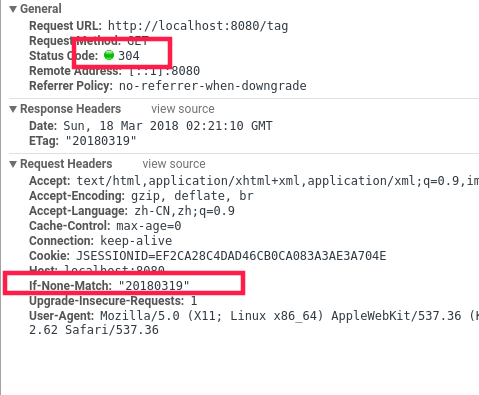 General
Request URL: http://localhost:8080/tag
Request Method: GET
Status Code: 304
Remote Address: [::1]:8080
Referrer Policy: no-referrer-when-downgrade
Response Headers view source
Date: Sun, 18 Mar 2018 02:21:10 GMT
ETag: "20180319"
Request Headers view source
Accept: text/html,application/xhtml+xml,application/xml;q=0.9,im
Accept-Encoding: gzip, deflate, br
Accept-Language: zh-CN,zh;q=0.9
Cache-Control: max-age=0
Connection: keep-alive
Cookie: JSESSIONID=EF2CA28C4DAD46CB0CA083A3AE3A704E
Host: localhost:8080
If-None-Match: "20180319"
Upgrade-Insecure-Requests: 1
User-Agent: Mozilla/5.0 (X11; Linux x86_64) AppleWebKit/537.36 (K
2.62 Safari/537.36